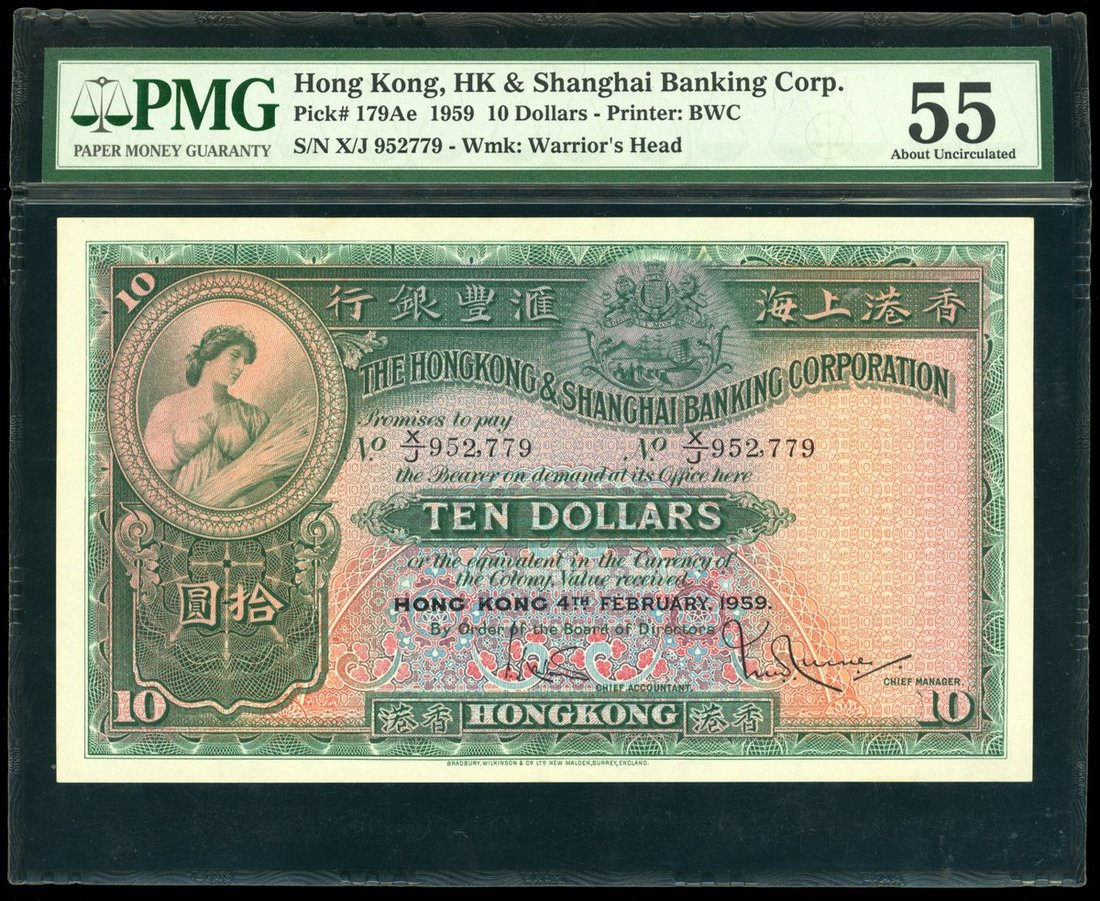 PMG
PAPER MONEY GUARANTY
Hong Kong, HK & Shanghai Banking Corp.
Pick# 179Ae 1959 10 Dollars - Printer: BWC
S/N X/J 952779 - Wmk: Warrior's Head
55
About Uncirculated
10
行銀豐滙 海上港香
THE HONGKONG & SHANGHAI BANKING CORPORATION
Promises to pay
No. X/J 952,779 No. X/J 952,779
the Bearer on demand at its Office here
TEN DOLLARS
or the equivalent in the Currency of
the Colony, Value received
圓拾
HONG KONG 4TH FEBRUARY, 1959.
By Order of the Board of Directors
CHIEF ACCOUNTANT. CHIEF MANAGER.
10 港香 HONGKONG 港香 10
BRADBURY, WILKINSON & CO LTD NEW MALDEN, SURREY, ENGLAND.